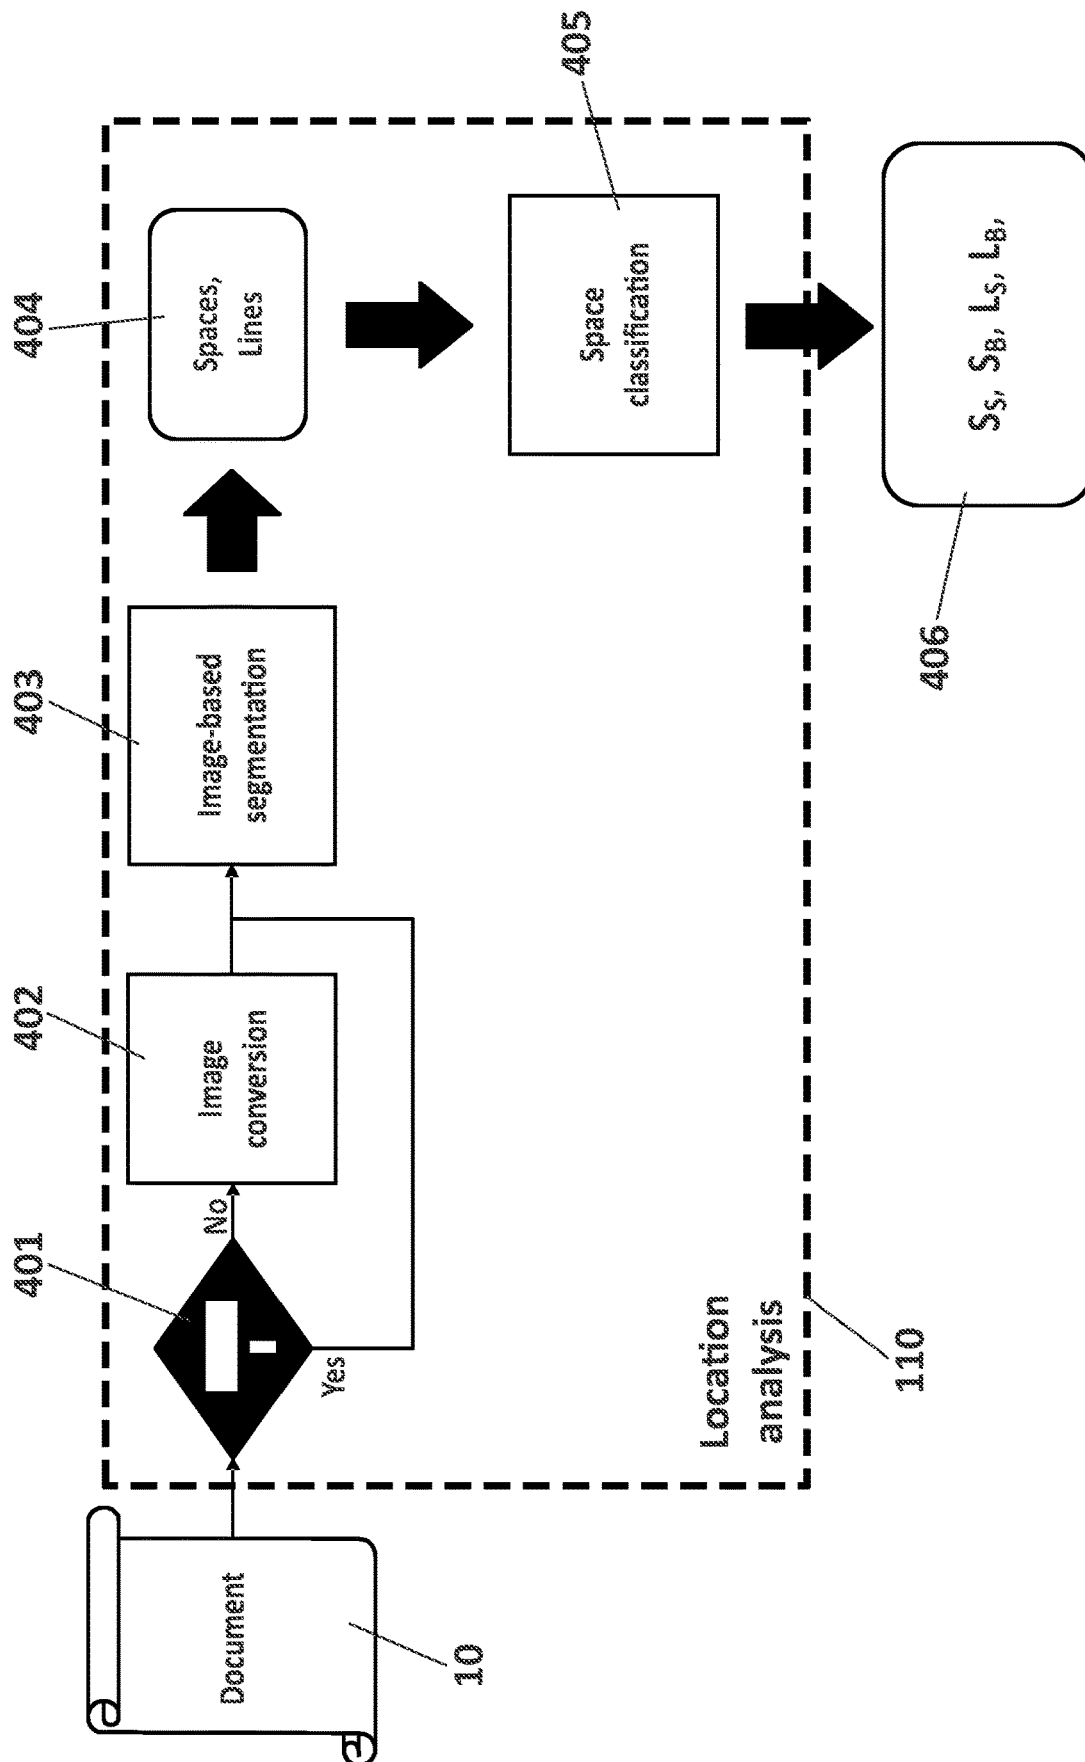 10
Document
401
No
Yes
402
Image
conversion
403
Image-based
segmentation
404
Spaces,
Lines
405
Space
classification
406
S_S, S_B, L_S, L_B,
Location
analysis
110